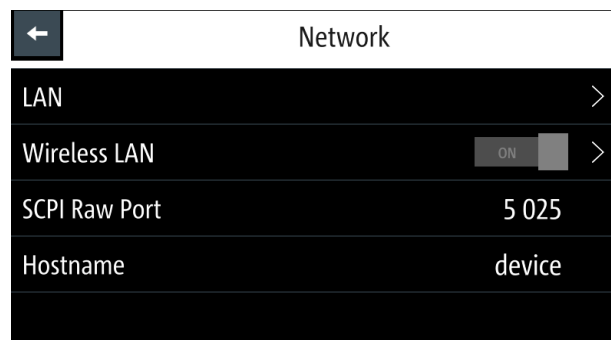 Network
LAN
Wireless LAN ON
SCPI Raw Port 5 025
Hostname device